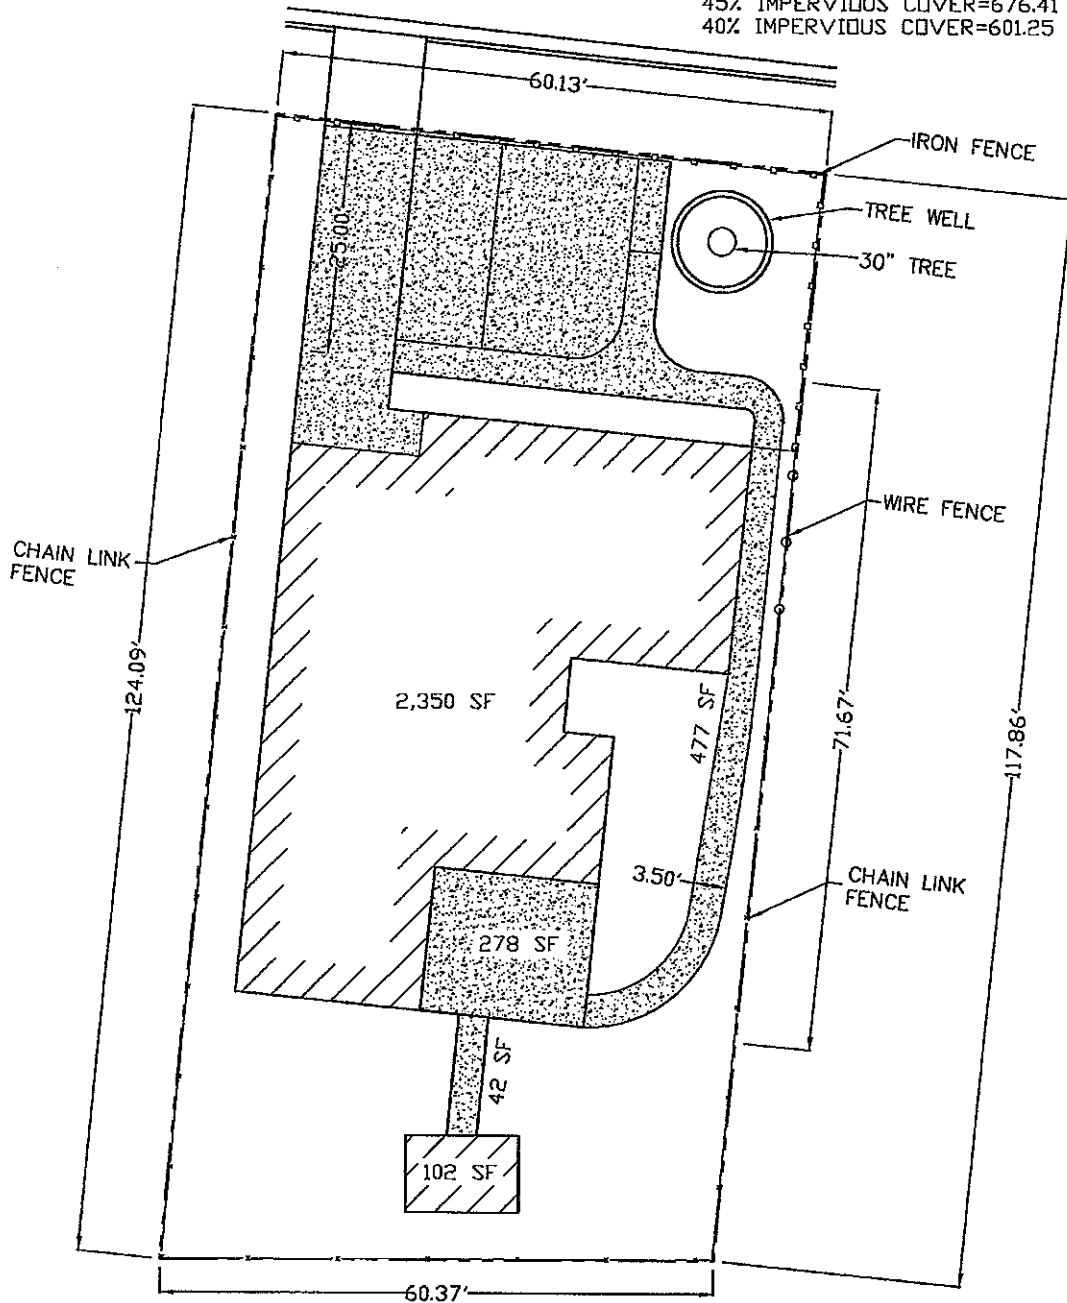 45% IMPERVIOUS COVER=676.41
40% IMPERVIOUS COVER=601.25
60.13'
IRON FENCE
TREE WELL
30" TREE
25.00'
WIRE FENCE
CHAIN LINK
FENCE
124.09'
2,350 SF
477 SF
71.67'
117.86'
3.50'
CHAIN LINK
FENCE
278 SF
42 SF
102 SF
60.37'